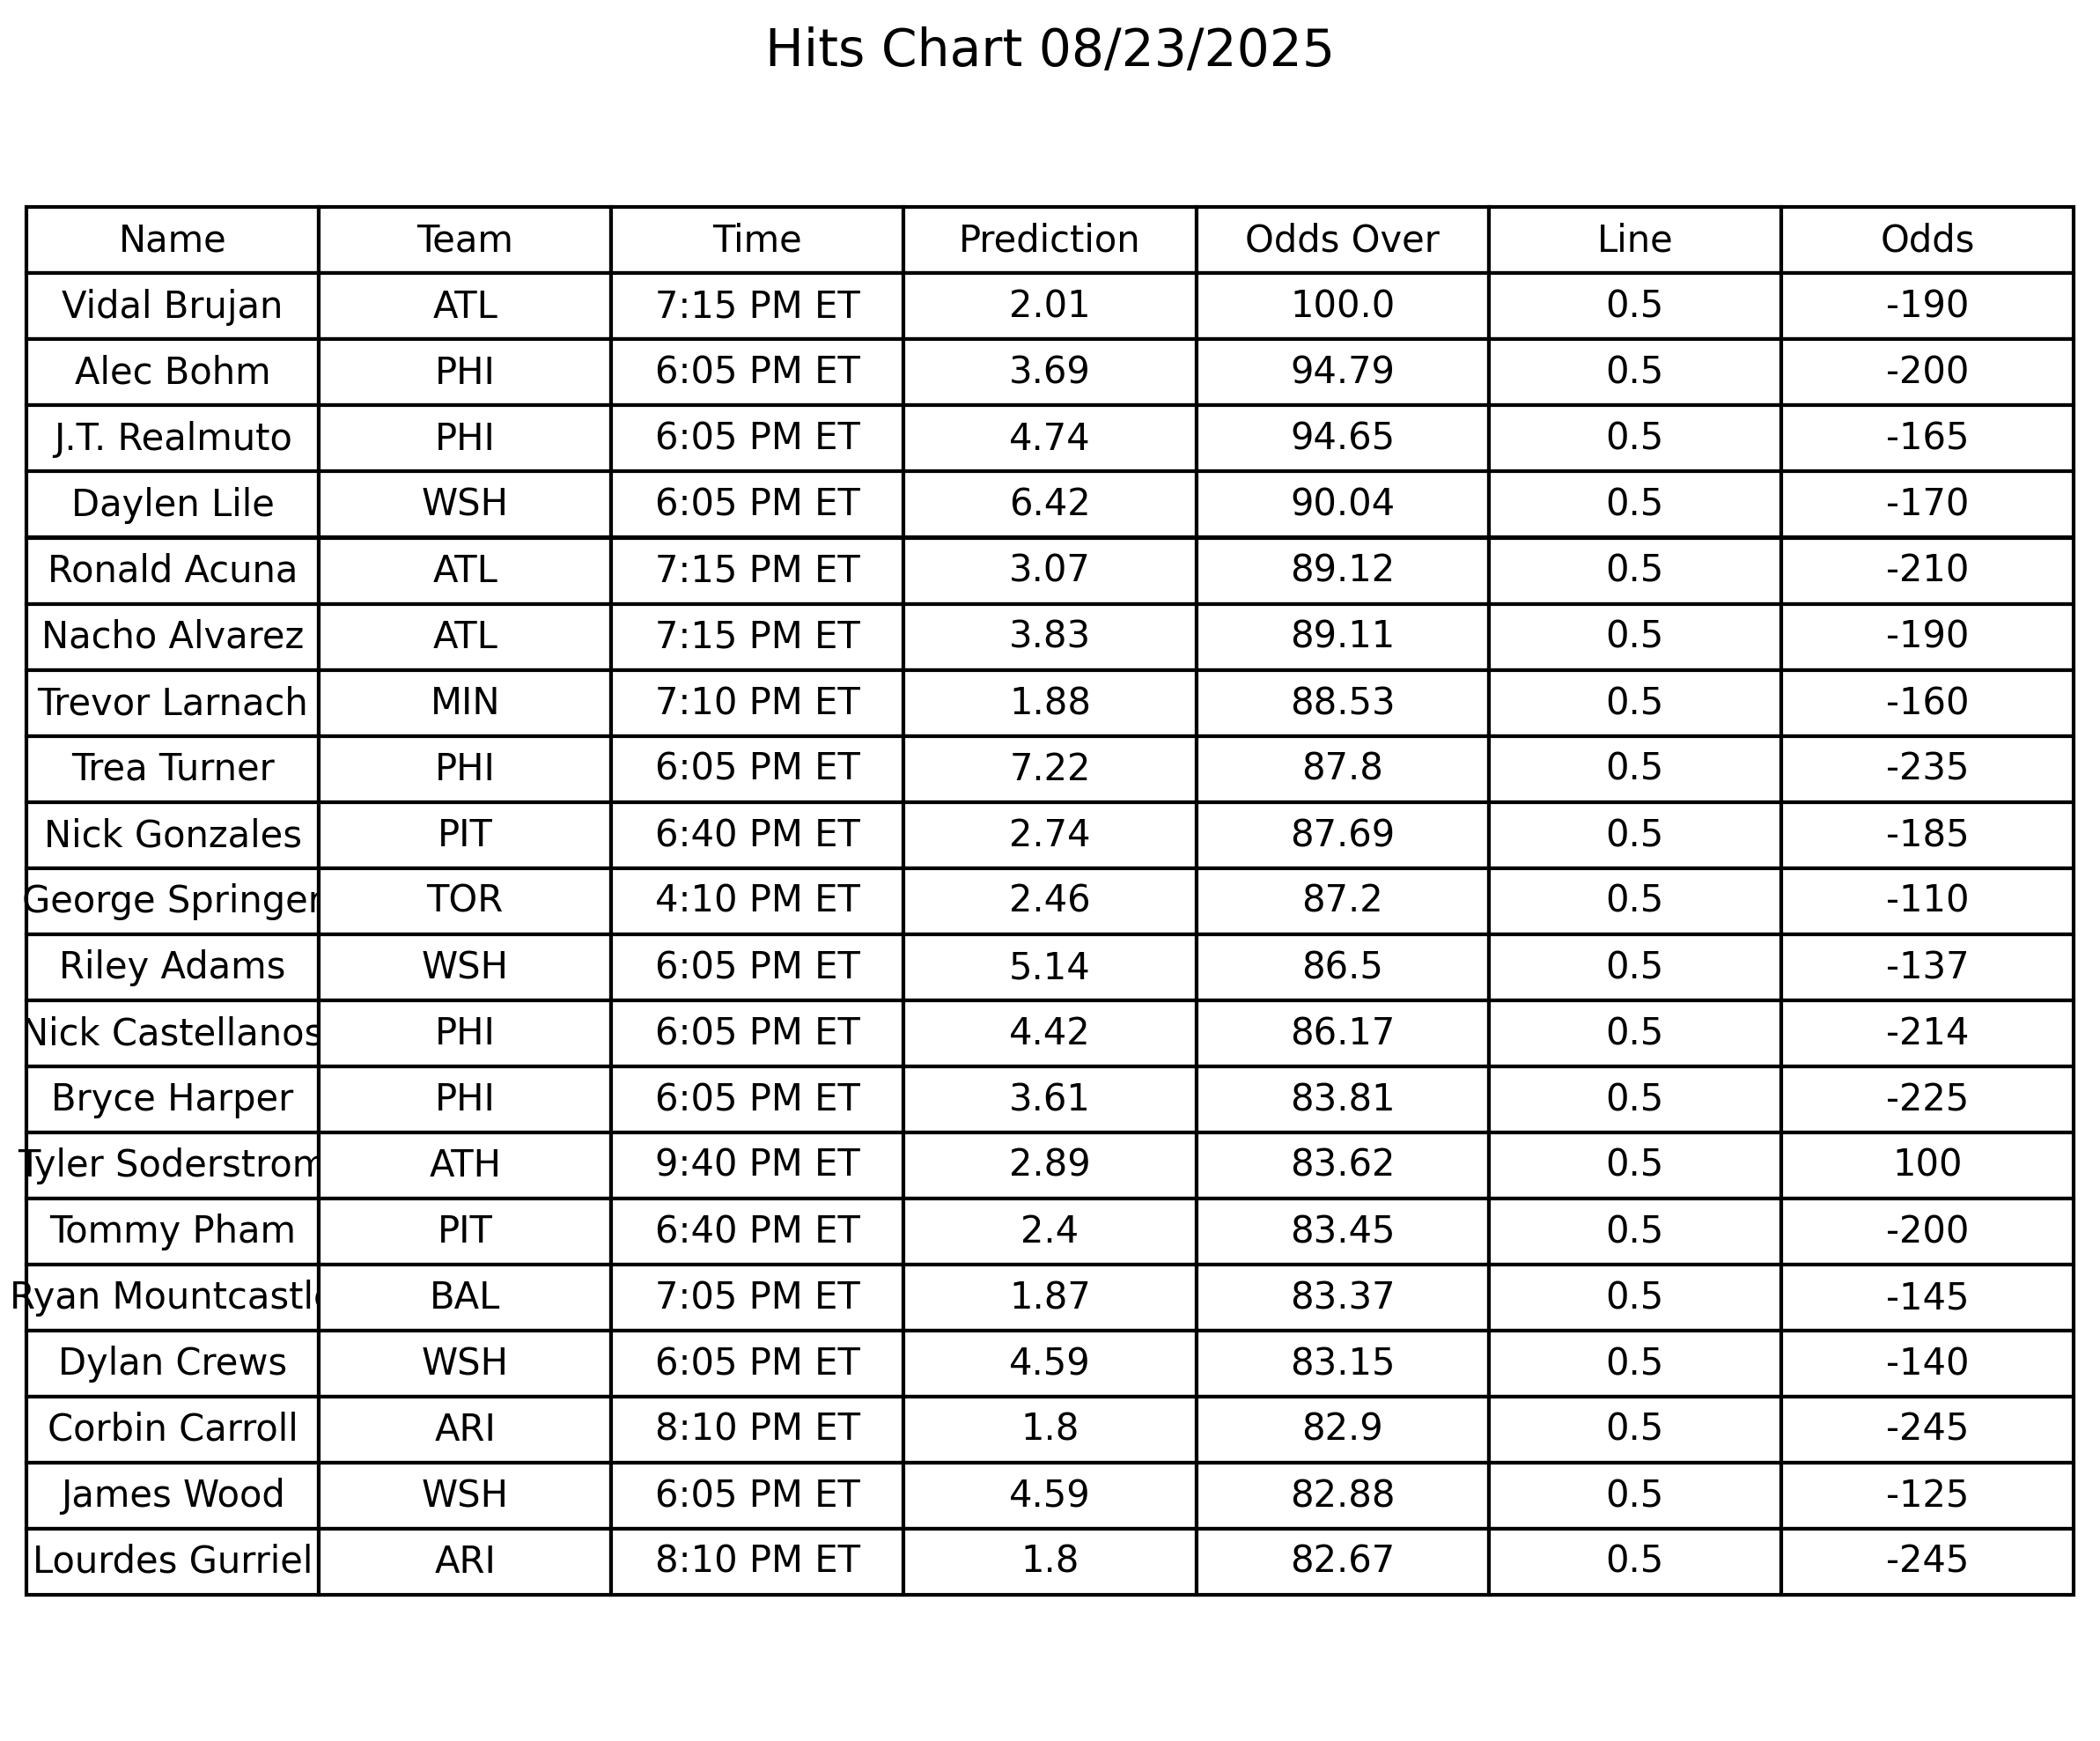 Hits Chart 08/23/2025
Name Team Time Prediction Odds Over Line Odds
Vidal Brujan ATL 7:15 PM ET 2.01 100.0 0.5 -190
Alec Bohm PHI 6:05 PM ET 3.69 94.79 0.5 -200
J.T. Realmuto PHI 6:05 PM ET 4.74 94.65 0.5 -165
Daylen Lile WSH 6:05 PM ET 6.42 90.04 0.5 -170
Ronald Acuna ATL 7:15 PM ET 3.07 89.12 0.5 -210
Nacho Alvarez ATL 7:15 PM ET 3.83 89.11 0.5 -190
Trevor Larnach MIN 7:10 PM ET 1.88 88.53 0.5 -160
Trea Turner PHI 6:05 PM ET 7.22 87.8 0.5 -235
Nick Gonzales PIT 6:40 PM ET 2.74 87.69 0.5 -185
George Springer TOR 4:10 PM ET 2.46 87.2 0.5 -110
Riley Adams WSH 6:05 PM ET 5.14 86.5 0.5 -137
Nick Castellanos PHI 6:05 PM ET 4.42 86.17 0.5 -214
Bryce Harper PHI 6:05 PM ET 3.61 83.81 0.5 -225
Tyler Soderstrom ATH 9:40 PM ET 2.89 83.62 0.5 100
Tommy Pham PIT 6:40 PM ET 2.4 83.45 0.5 -200
Ryan Mountcastle BAL 7:05 PM ET 1.87 83.37 0.5 -145
Dylan Crews WSH 6:05 PM ET 4.59 83.15 0.5 -140
Corbin Carroll ARI 8:10 PM ET 1.8 82.9 0.5 -245
James Wood WSH 6:05 PM ET 4.59 82.88 0.5 -125
Lourdes Gurriel ARI 8:10 PM ET 1.8 82.67 0.5 -245